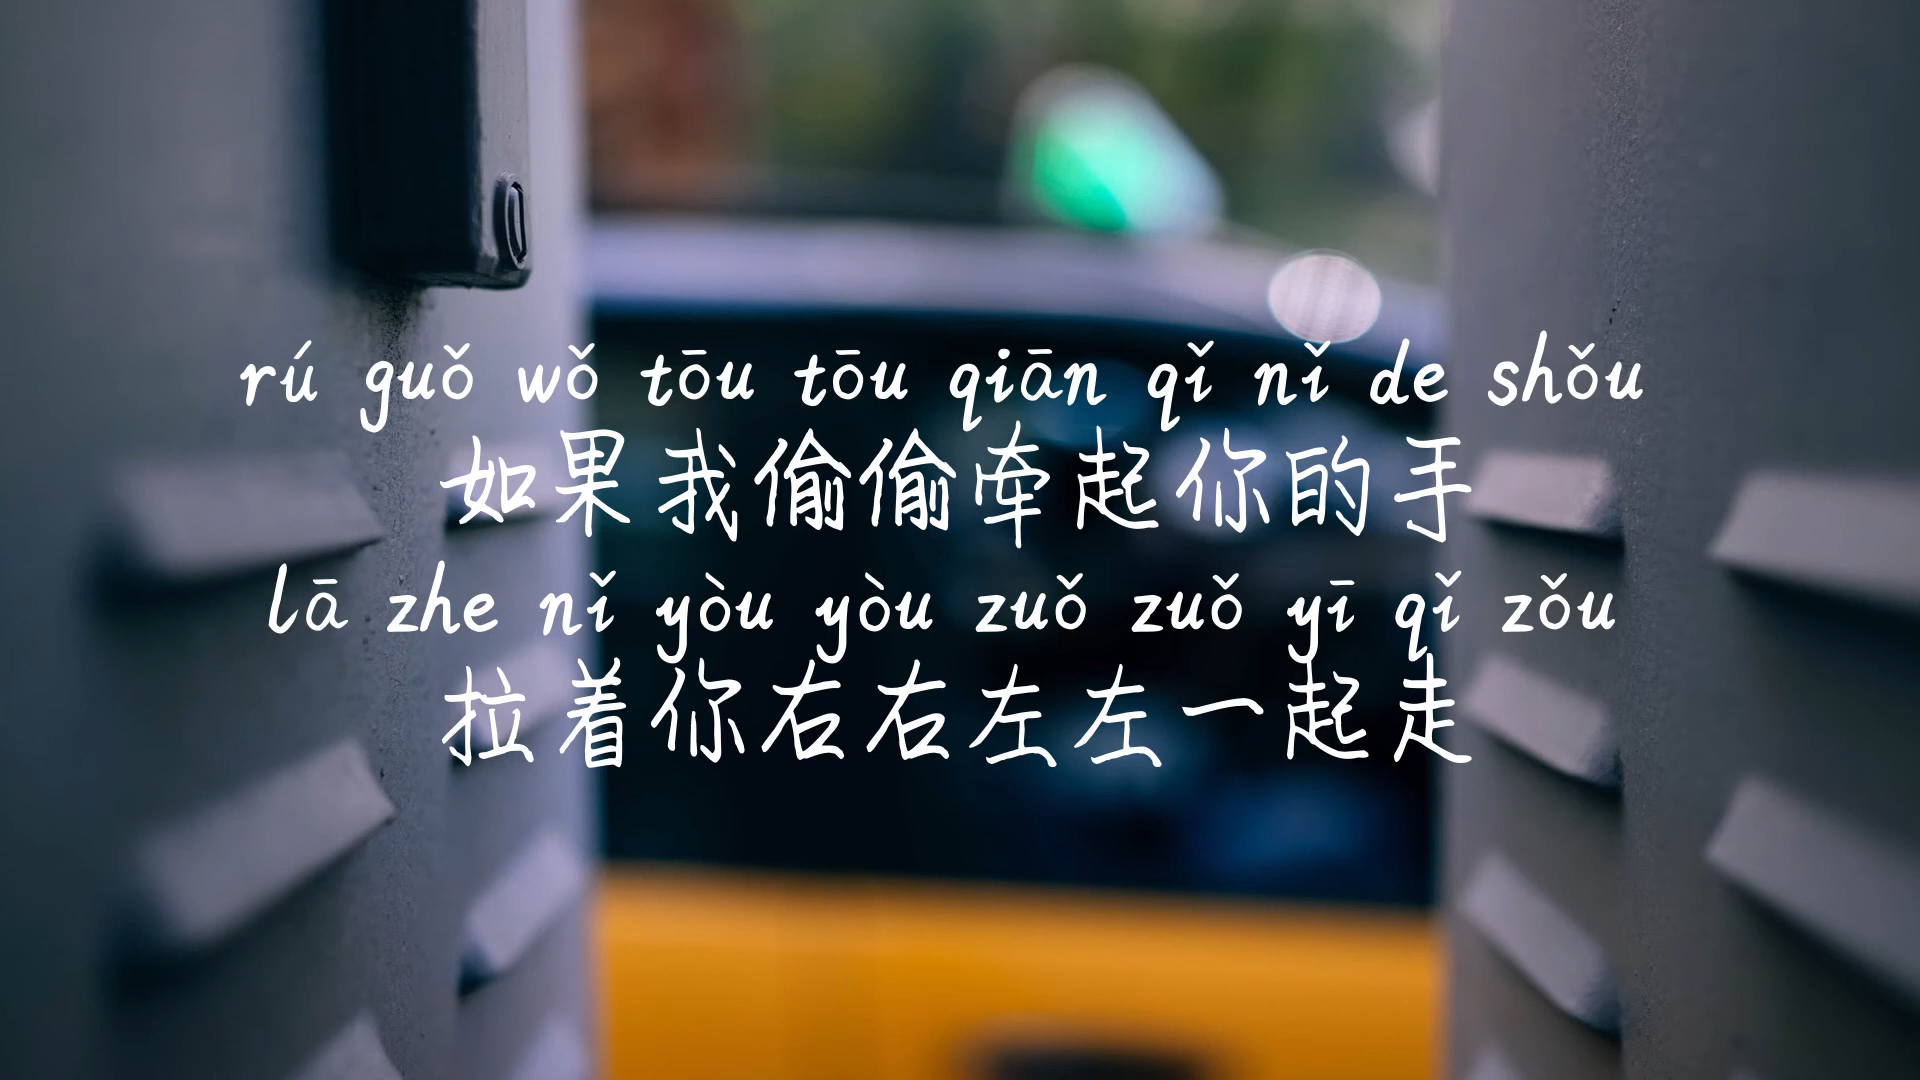 rú guǒ wǒ tōu tōu qiān qǐ nǐ de shǒu
如果我偷偷牵起你的手
lā zhe nǐ yòu yòu zuǒ zuǒ yī qǐ zǒu
拉着你右右左左一起走